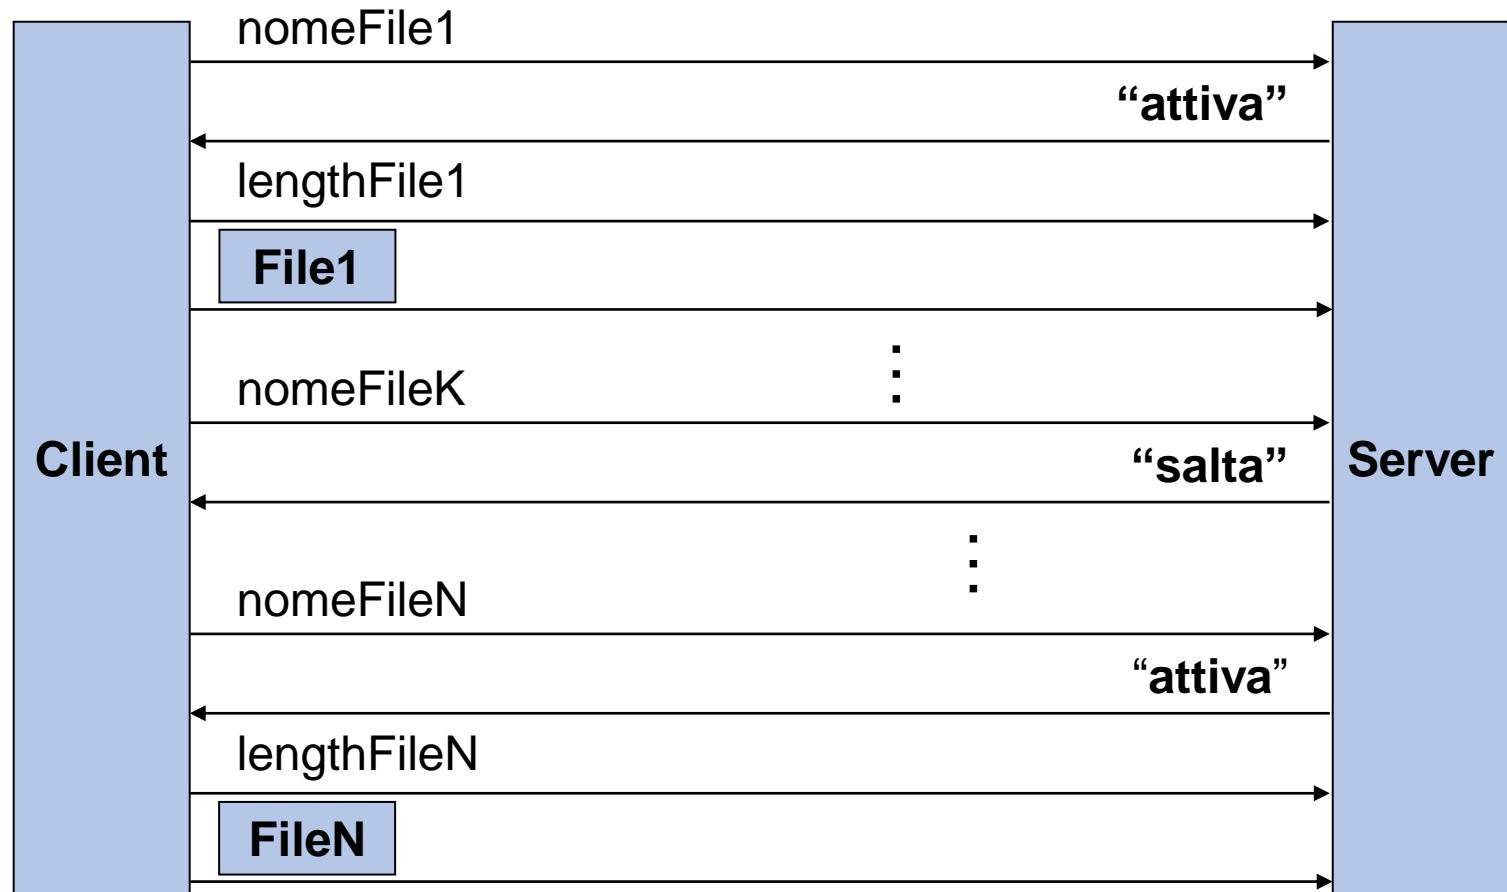 nomeFile1
“attiva”
lengthFile1
File1
nomeFileK
Client
“salta”
Server
nomeFileN
“attiva”
lengthFileN
FileN